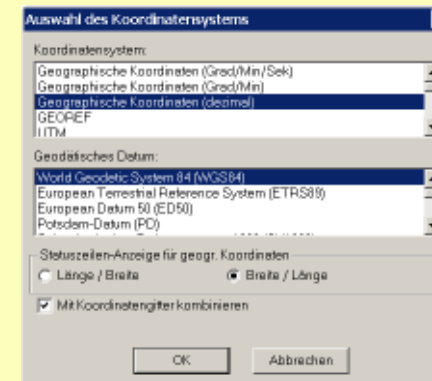 Auswahl des Koordinatensystems
Koordinatensystem:
Geographische Koordinaten (Grad/Min/Sek)
Geographische Koordinaten (Grad/Min)
Geographische Koordinaten (dezimal)
GEOREF
UTM
Geodätisches Datum:
World Geodetic System 84 (WGS84)
European Terrestrial Reference System (ETRS89)
European Datum 50 (ED50)
Potsdam-Datum (PD)
Statuszeilen-Anzeige für geogr. Koordinaten
Länge / Breite
Breite / Länge
Mit Koordinatengitter kombinieren
OK
Abbrechen